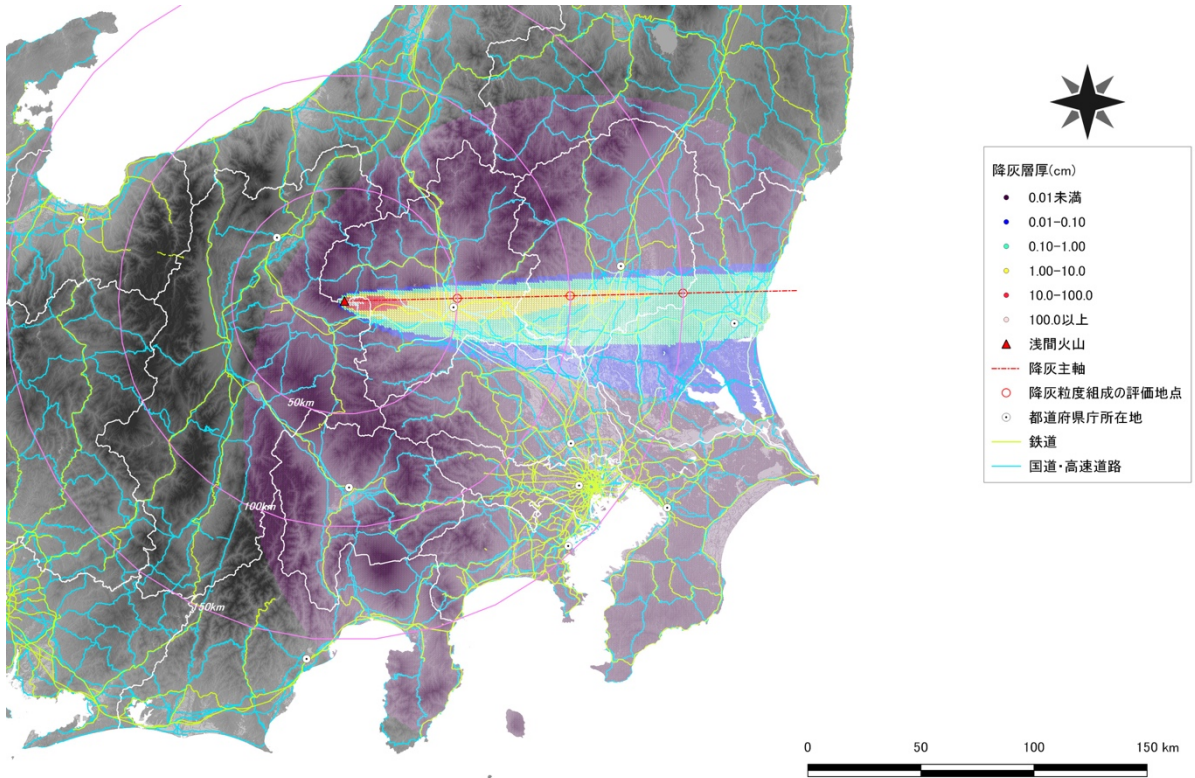 降灰層厚(cm)
0.01未満
0.01-0.10
0.10-1.00
1.00-10.0
10.0-100.0
100.0以上
浅間火山
降灰主軸
降灰粒度組成の評価地点
都道府県庁所在地
鉄道
国道・高速道路
50km
100km
150km
0 50 100 150 km